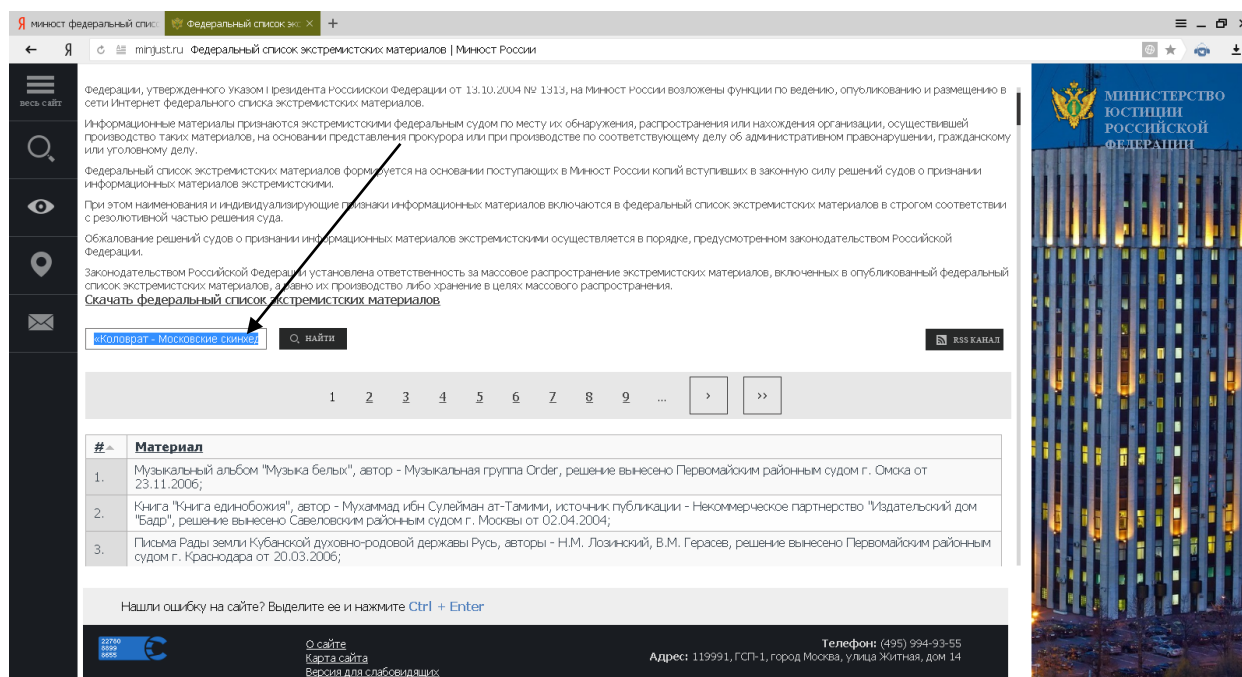 минюст федеральный спис
Федеральный список экс
minjust.ru Федеральный список экстремистских материалов | Минюст России
весь сайт
Федерации, утвержденного Указом Президента Российской Федерации от 13.10.2004 № 1313, на Минюст России возложены функции по ведению, опубликованию и размещению в
сети Интернет федерального списка экстремистских материалов.
Информационные материалы признаются экстремистскими федеральным судом по месту их обнаружения, распространения или нахождения организации, осуществившей
производство таких материалов, на основании представления прокурора или при производстве по соответствующему делу об административном правонарушении, гражданскому
или уголовному делу.
Федеральный список экстремистских материалов формируется на основании поступающих в Минюст России копий вступивших в законную силу решений судов о признании
информационных материалов экстремистскими.
При этом наименования и индивидуализирующие признаки информационных материалов включаются в федеральный список экстремистских материалов в строгом соответствии
с резолютивной частью решения суда.
Обжалование решений судов о признании информационных материалов экстремистскими осуществляется в порядке, предусмотренном законодательством Российской
Федерации.
Законодательством Российской Федерации установлена ответственность за массовое распространение экстремистских материалов, включенных в опубликованный федеральный
список экстремистских материалов, а равно их производство либо хранение в целях массового распространения.
Скачать федеральный список экстремистских материалов
«Коловрат - Московские скинхед
НАЙТИ
RSS КАНАЛ
1 2 3 4 5 6 7 8 9 ... > >>
# Материал
1. Музыкальный альбом "Музыка белых", автор - Музыкальная группа Order, решение вынесено Первомайским районным судом г. Омска от
23.11.2006;
2. Книга "Книга единобожия", автор - Мухаммад ибн Сулейман ат-Тамими, источник публикации - Некоммерческое партнерство "Издательский дом
"Бадр", решение вынесено Савеловским районным судом г. Москвы от 02.04.2004;
3. Письма Рады земли Кубанской духовно-родовой державы Русь, авторы - Н.М. Лозинский, В.М. Герасев, решение вынесено Первомайским районным
судом г. Краснодара от 20.03.2006;
Нашли ошибку на сайте? Выделите ее и нажмите Ctrl + Enter
22780
8899
6655
О сайте
Карта сайта
Версия для слабовидящих
Телефон: (495) 994-93-55
Адрес: 119991, ГСП-1, город Москва, улица Житная, дом 14
МИНИСТЕРСТВО
ЮСТИЦИИ
РОССИЙСКОЙ
ФЕДЕРАЦИИ